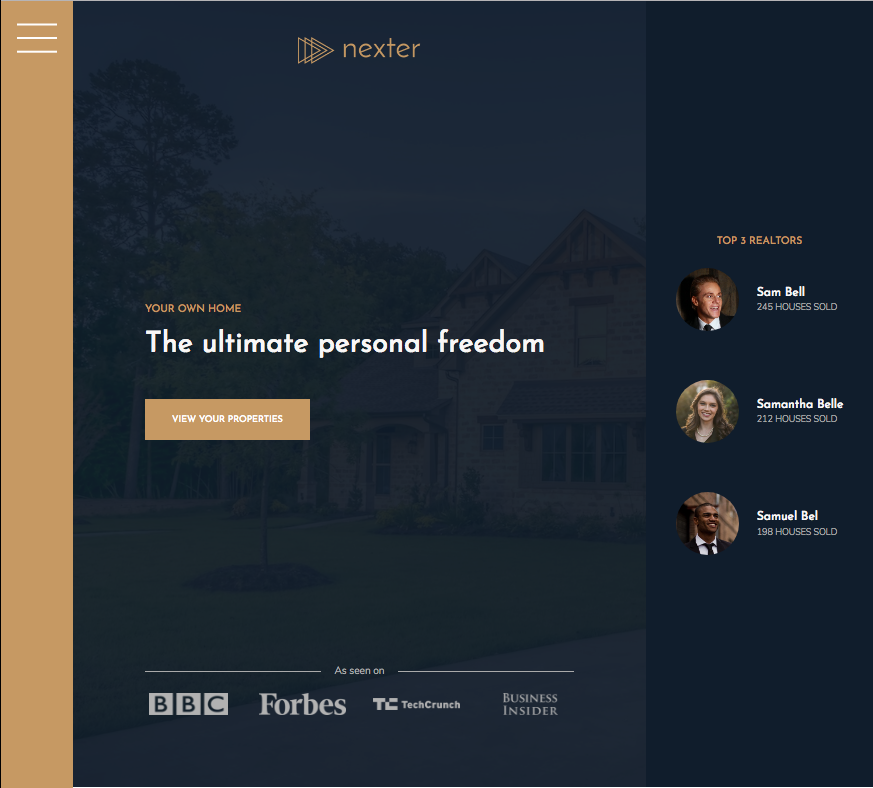 nexter
YOUR OWN HOME
The ultimate personal freedom
VIEW YOUR PROPERTIES
As seen on
BBC
Forbes
TC TechCrunch
BUSINESS
INSIDER
TOP 3 REALTORS
Sam Bell
245 HOUSES SOLD
Samantha Belle
212 HOUSES SOLD
Samuel Bel
198 HOUSES SOLD